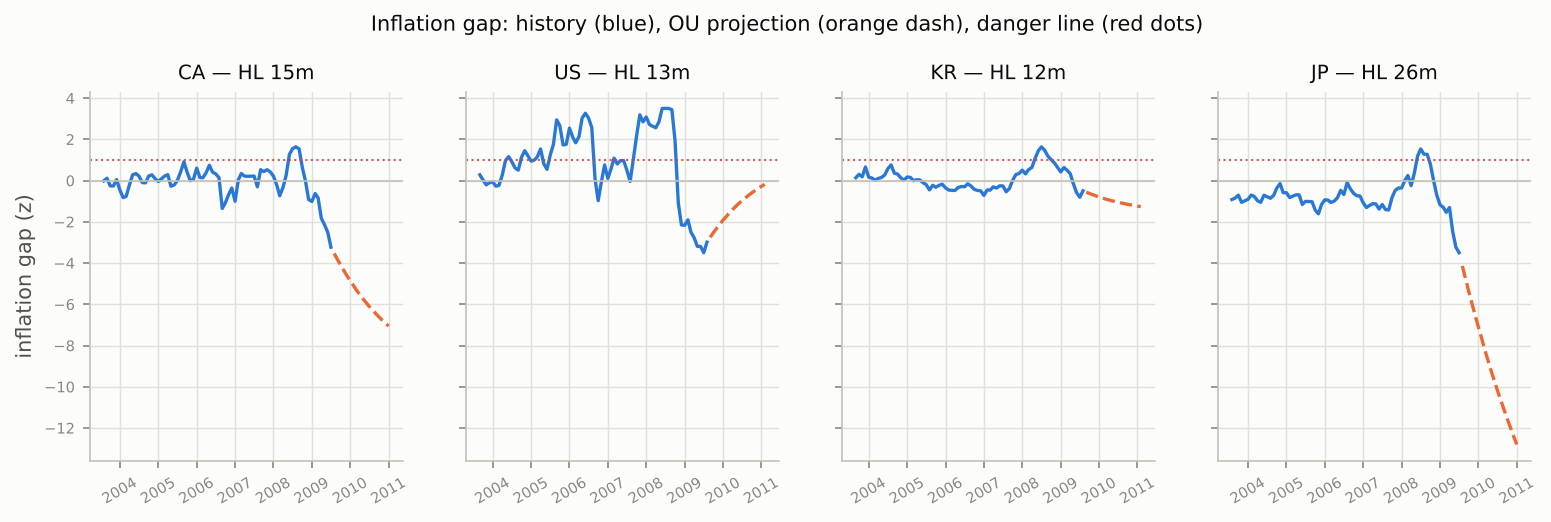 Inflation gap: history (blue), OU projection (orange dash), danger line (red dots)
CA — HL 15m
US — HL 13m
KR — HL 12m
JP — HL 26m
inflation gap (z)
4
2
0
−2
−4
−6
−8
−10
−12
2004 2005 2006 2007 2008 2009 2010 2011
2004 2005 2006 2007 2008 2009 2010 2011
2004 2005 2006 2007 2008 2009 2010 2011
2004 2005 2006 2007 2008 2009 2010 2011